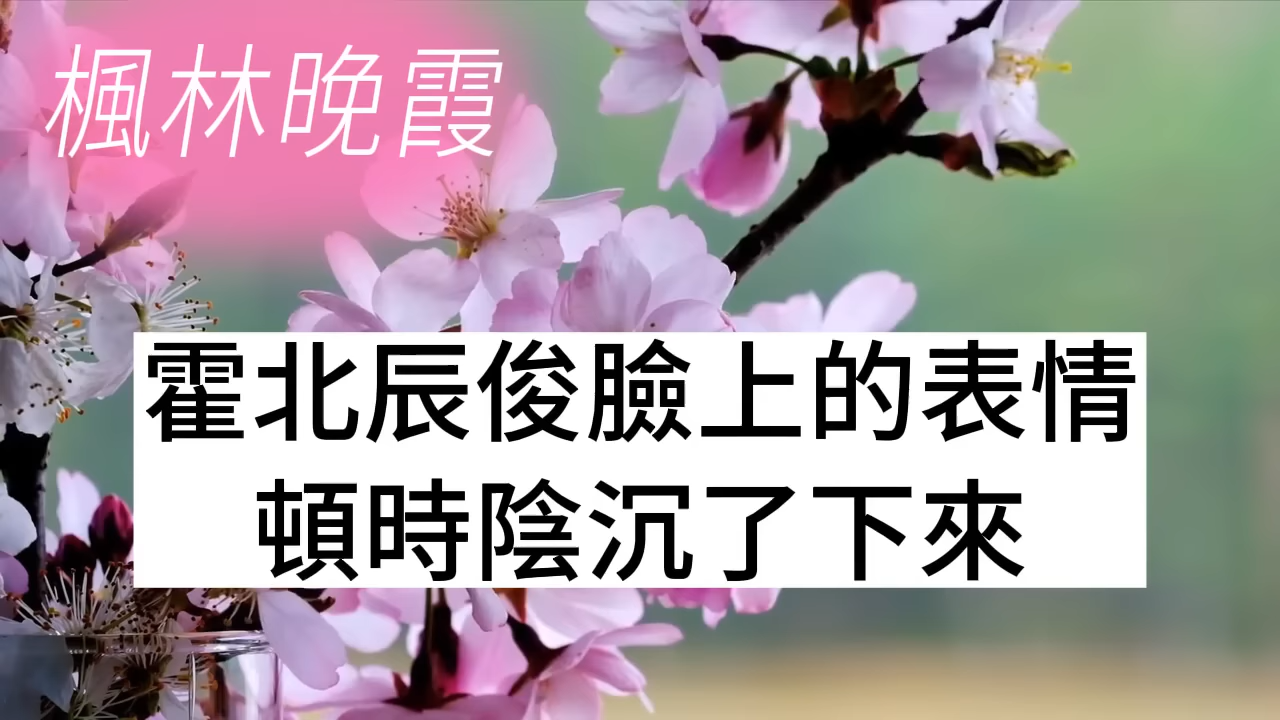 楓林晚霞
霍北辰俊臉上的表情
頓時陰沉了下來